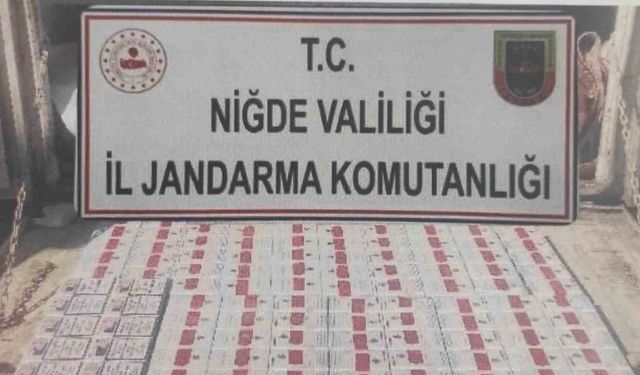 T.C.
NİĞDE VALİLİĞİ
İL JANDARMA KOMUTANLIĞI